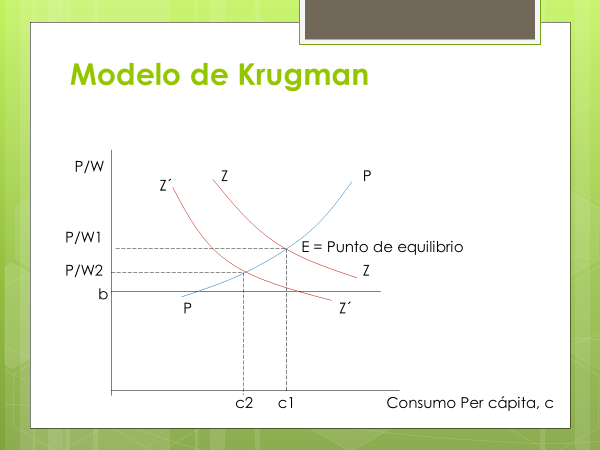 Modelo de Krugman
P/W
Z´
Z
P
P/W1
E = Punto de equilibrio
P/W2
Z
b
P
Z´
c2
c1
Consumo Per cápita, c